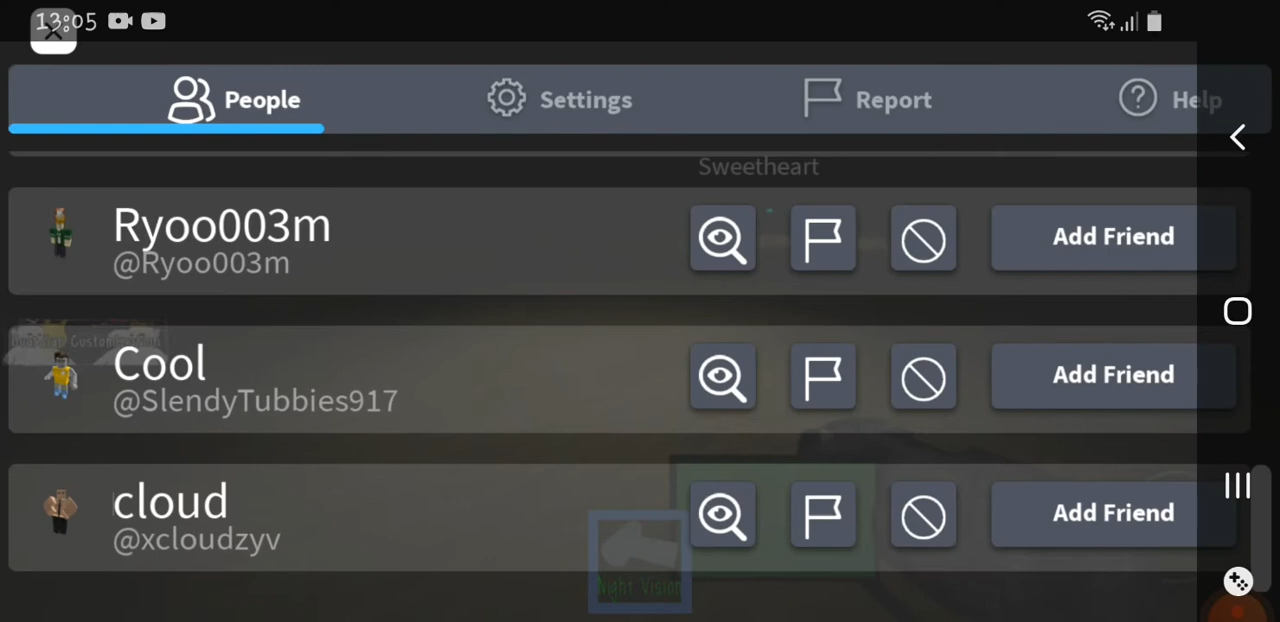 13:05
People
Settings
Report
Help
Sweetheart
Ryoo003m
@Ryoo003m
Add Friend
Customization
Cool
@SlendyTubbies917
Add Friend
cloud
@xcloudzyv
Add Friend
Night Vision